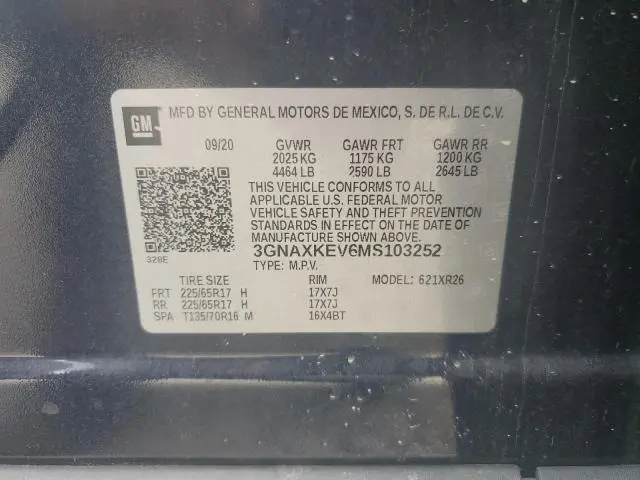 GM
MFD BY GENERAL MOTORS DE MEXICO, S. DE R.L. DE C.V.
09/20 GVWR GAWR FRT GAWR RR
2025 KG 1175 KG 1200 KG
4464 LB 2590 LB 2645 LB
THIS VEHICLE CONFORMS TO ALL
APPLICABLE U.S. FEDERAL MOTOR
VEHICLE SAFETY AND THEFT PREVENTION
STANDARDS IN EFFECT ON THE DATE OF
MANUFACTURE SHOWN ABOVE.
3GNAXKEV6MS103252
328E TYPE: M.P.V.
TIRE SIZE RIM MODEL: 621XR26
FRT 225/65R17 H 17X7J
RR 225/65R17 H 17X7J
SPA T135/70R16 M 16X4BT